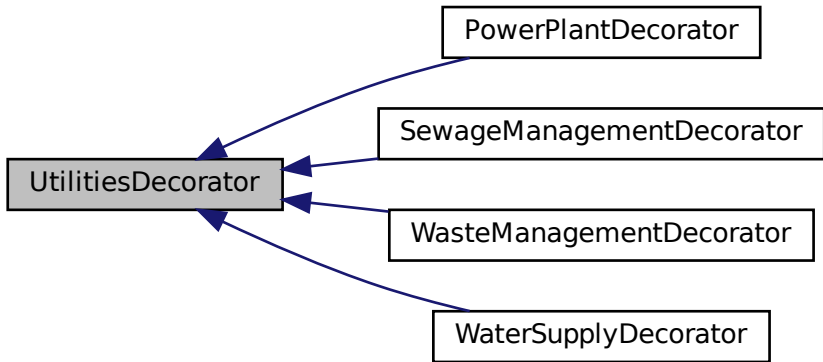 PowerPlantDecorator
SewageManagementDecorator
UtilitiesDecorator
WasteManagementDecorator
WaterSupplyDecorator